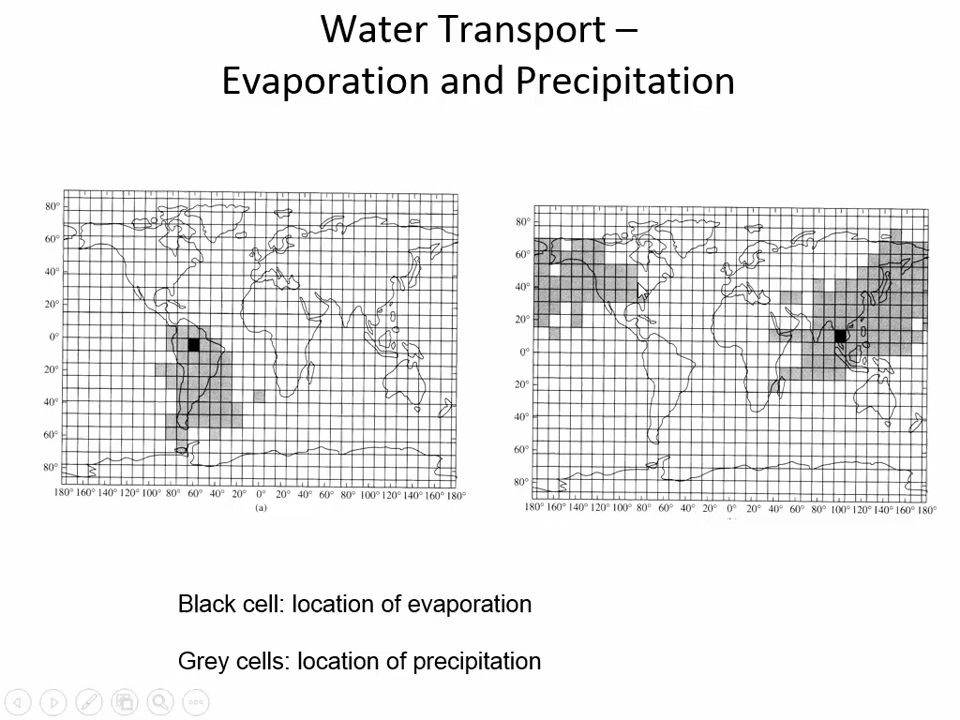 Water Transport –
Evaporation and Precipitation
80°
60°
40°
20°
0°
20°
40°
60°
80°
180° 160° 140° 120° 100° 80° 60° 40° 20° 0° 20° 40° 60° 80° 100° 120° 140° 160° 180°
(a)
80°
60°
40°
20°
0°
20°
40°
60°
80°
180° 160° 140° 120° 100° 80° 60° 40° 20° 0° 20° 40° 60° 80° 100° 120° 140° 160° 180°
Black cell: location of evaporation
Grey cells: location of precipitation